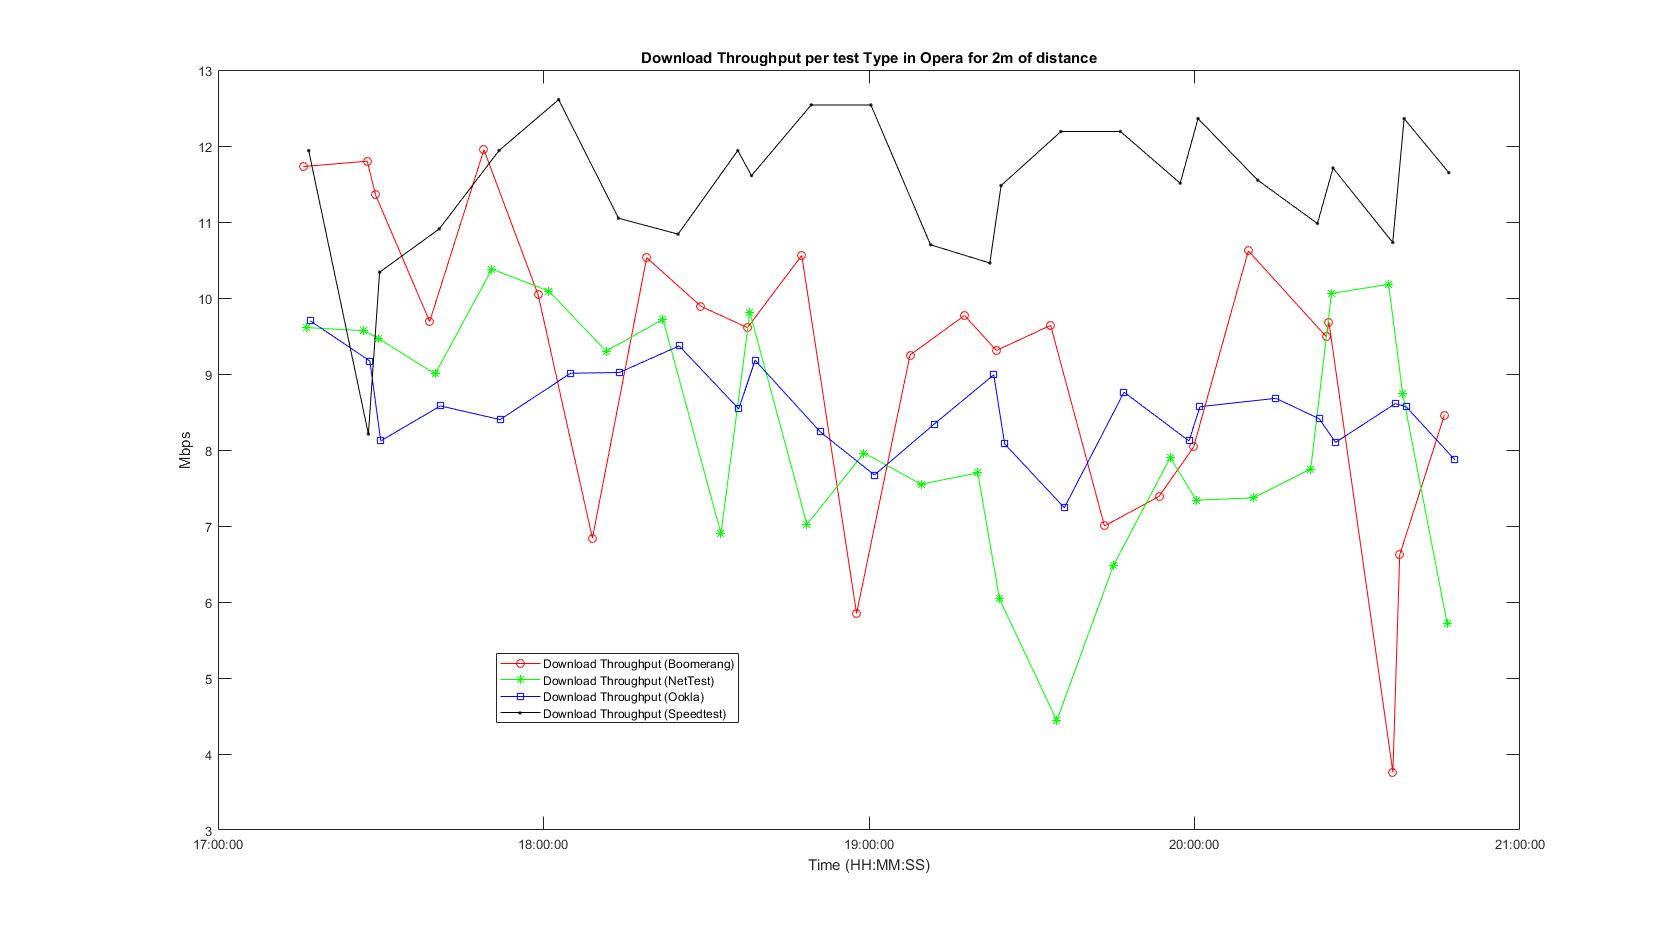 Download Throughput per test Type in Opera for 2m of distance
13
12
11
10
9
8
7
6
5
4
3
Mbps
Download Throughput (Boomerang)
Download Throughput (NetTest)
Download Throughput (Ookla)
Download Throughput (Speedtest)
17:00:00 18:00:00 19:00:00 20:00:00 21:00:00
Time (HH:MM:SS)